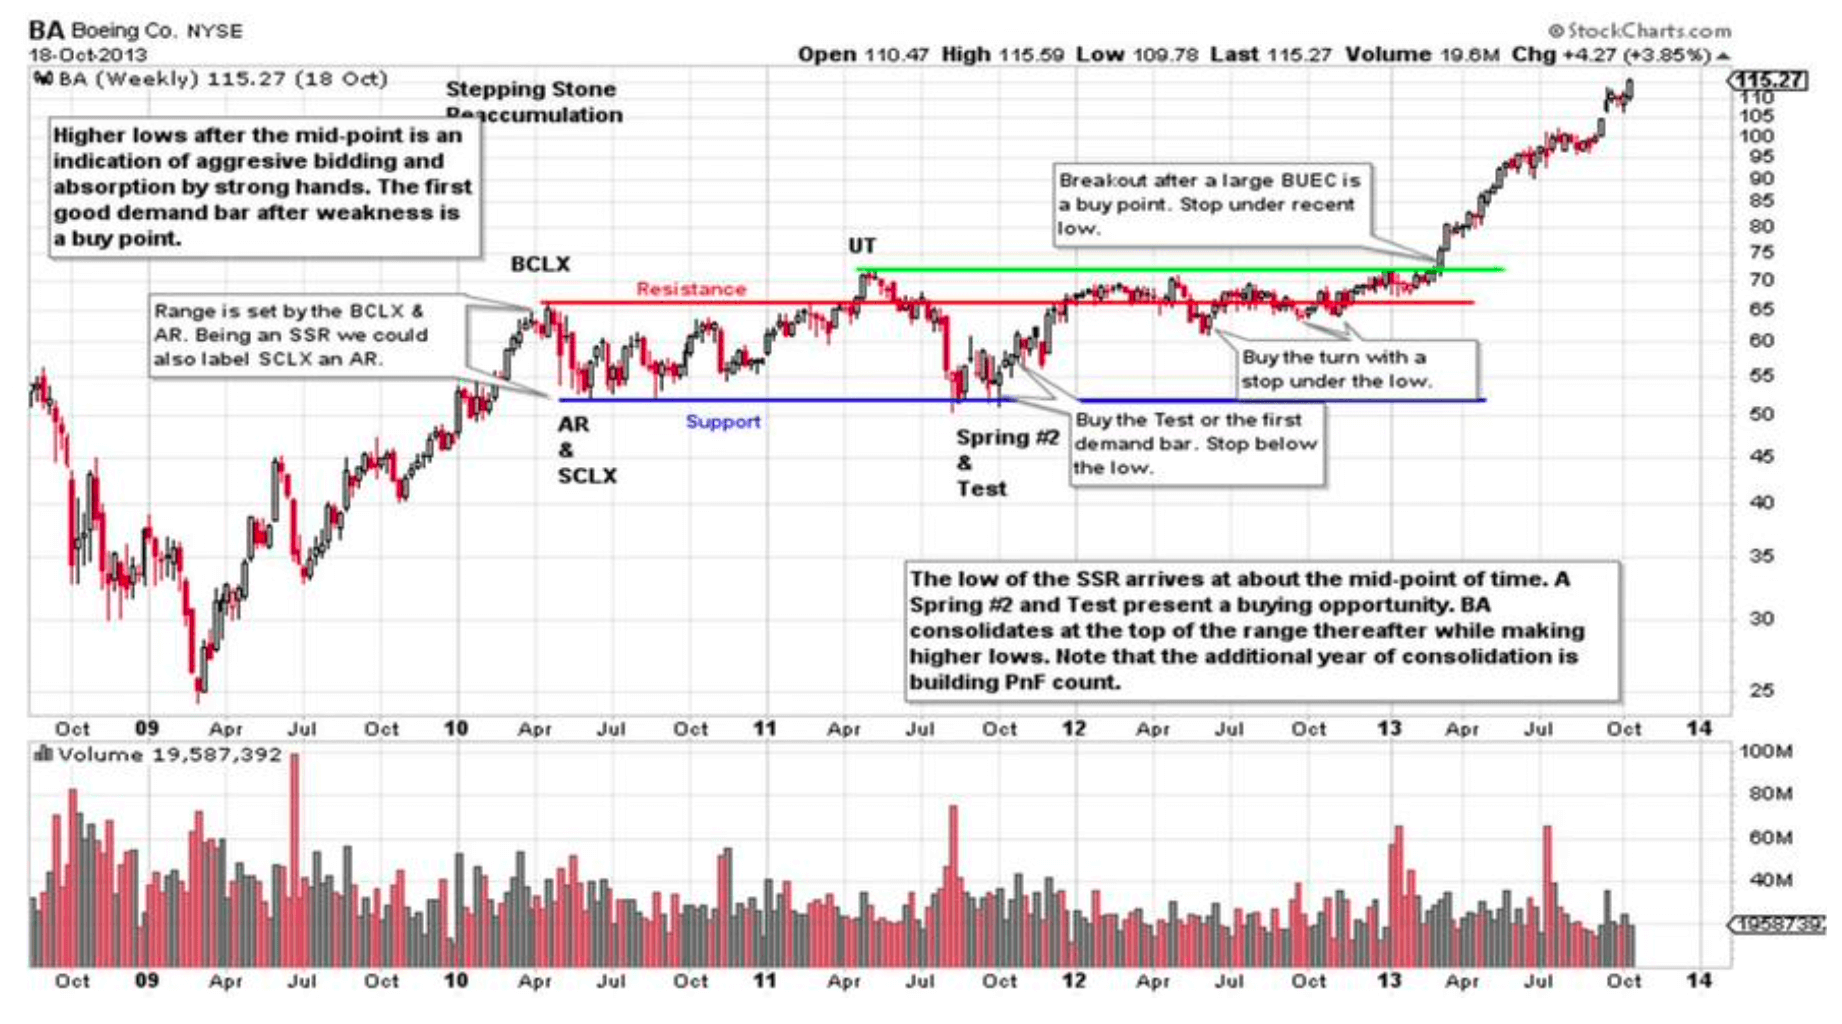 BA Boeing Co. NYSE
© StockCharts.com
18-Oct-2013
Open 110.47 High 115.59 Low 109.78 Last 115.27 Volume 19.6M Chg +4.27 (+3.85%)
BA (Weekly) 115.27 (18 Oct)
Stepping Stone
Reaccumulation
Higher lows after the mid-point is an
indication of aggresive bidding and
absorption by strong hands. The first
good demand bar after weakness is
a buy point.
Range is set by the BCLX &
AR. Being an SSR we could
also label SCLX an AR.
BCLX
Resistance
UT
Breakout after a large BUEC is
a buy point. Stop under recent
low.
Buy the turn with a
stop under the low.
AR
&
SCLX
Support
Spring #2
&
Test
Buy the Test or the first
demand bar. Stop below
the low.
The low of the SSR arrives at about the mid-point of time. A
Spring #2 and Test present a buying opportunity. BA
consolidates at the top of the range thereafter while making
higher lows. Note that the additional year of consolidation is
building PnF count.
115.27
110
105
100
95
90
85
80
75
70
65
60
55
50
45
40
35
30
25
Oct 09 Apr Jul Oct 10 Apr Jul Oct 11 Apr Jul Oct 12 Apr Jul Oct 13 Apr Jul Oct 14
Volume 19,587,392
100M
80M
60M
40M
1958739
Oct 09 Apr Jul Oct 10 Apr Jul Oct 11 Apr Jul Oct 12 Apr Jul Oct 13 Apr Jul Oct 14